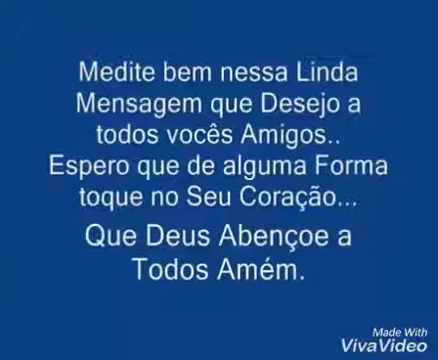 Medite bem nessa Linda
Mensagem que Desejo a
todos vocês Amigos..
Espero que de alguma Forma
toque no Seu Coração...
Que Deus Abençoe a
Todos Amém.
Made With
VivaVideo